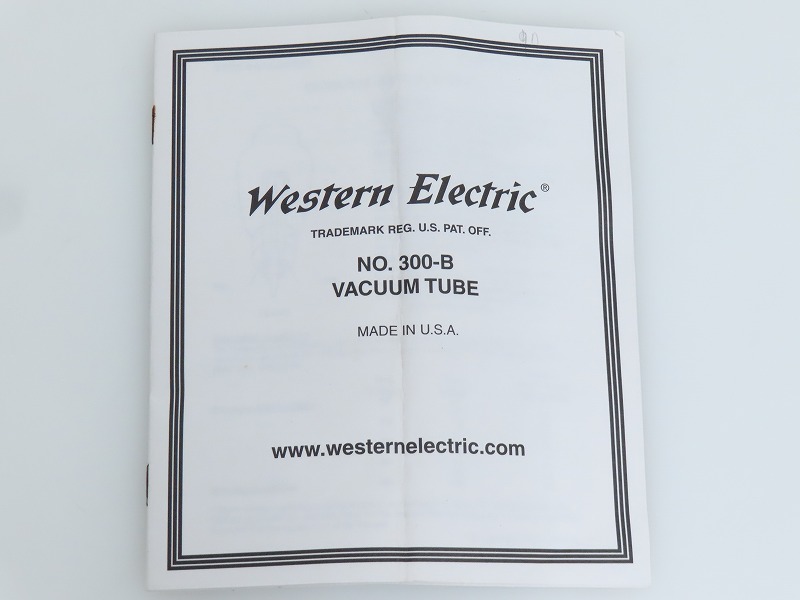 Western Electric®
TRADEMARK REG. U.S. PAT. OFF.
NO. 300-B
VACUUM TUBE
MADE IN U.S.A.
www.westernelectric.com